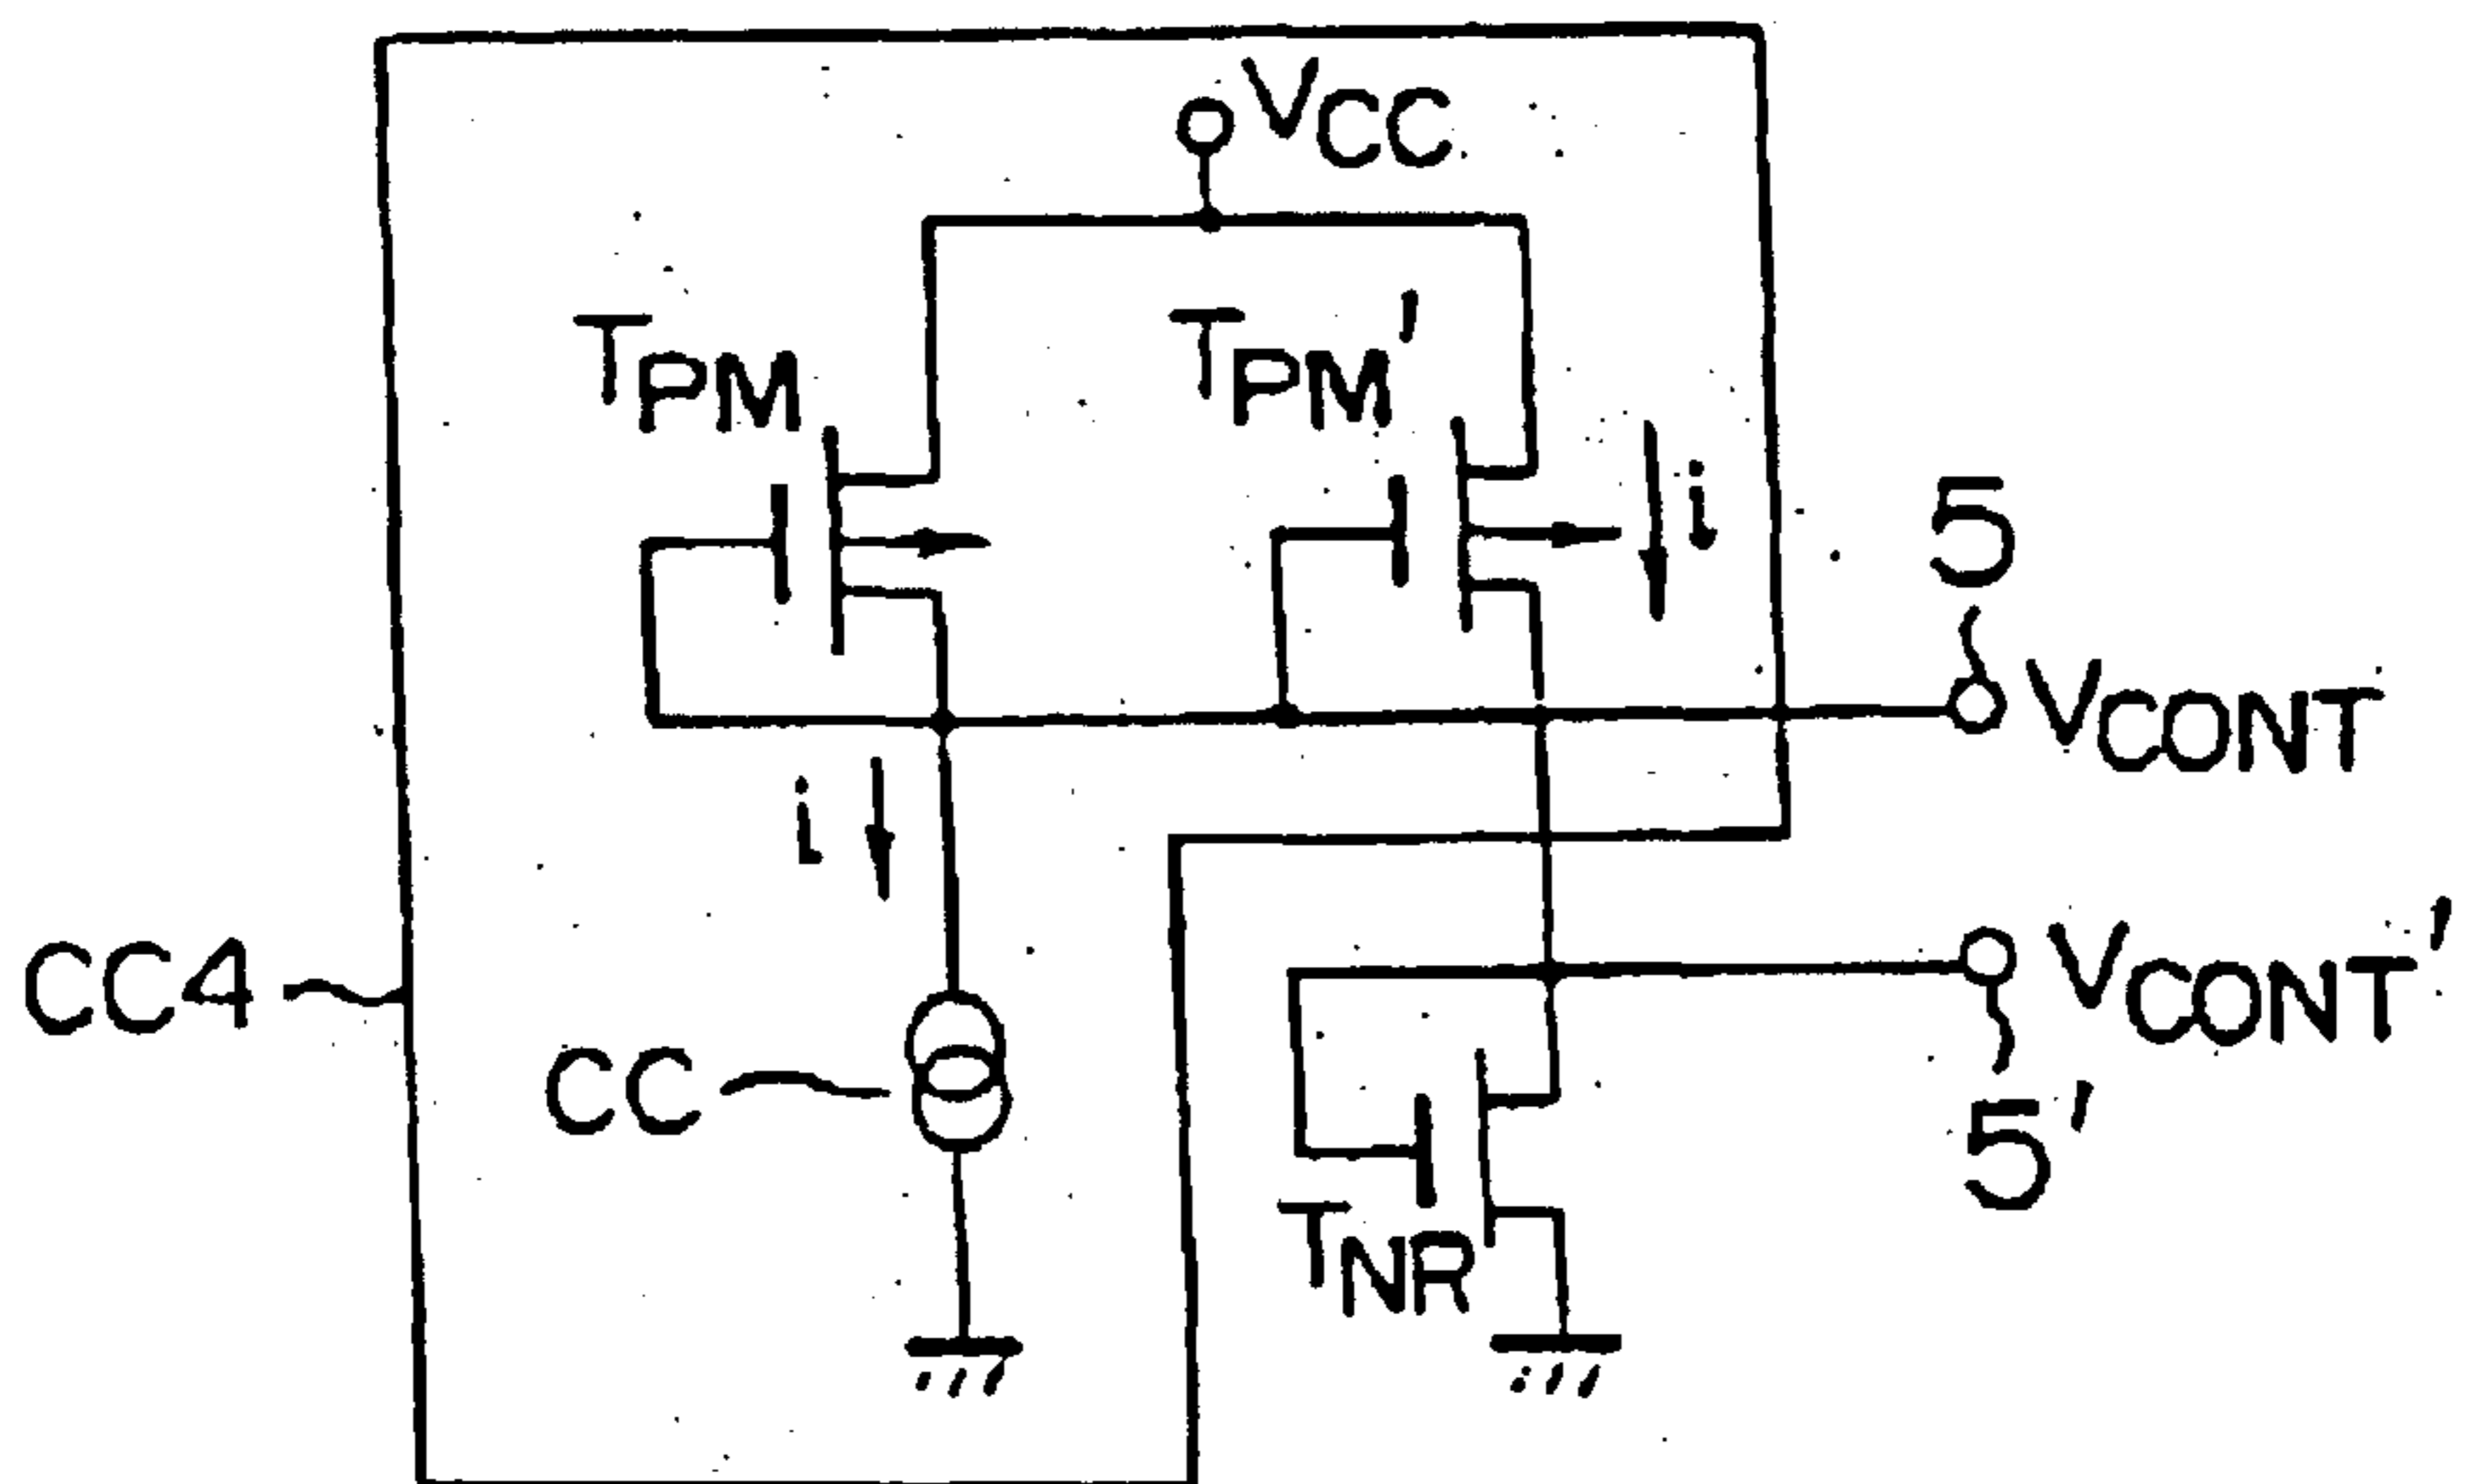 VCC
TPM
TPM'
i
5
VCONT
i
CC4
VCONT'
CC
5'
TNR